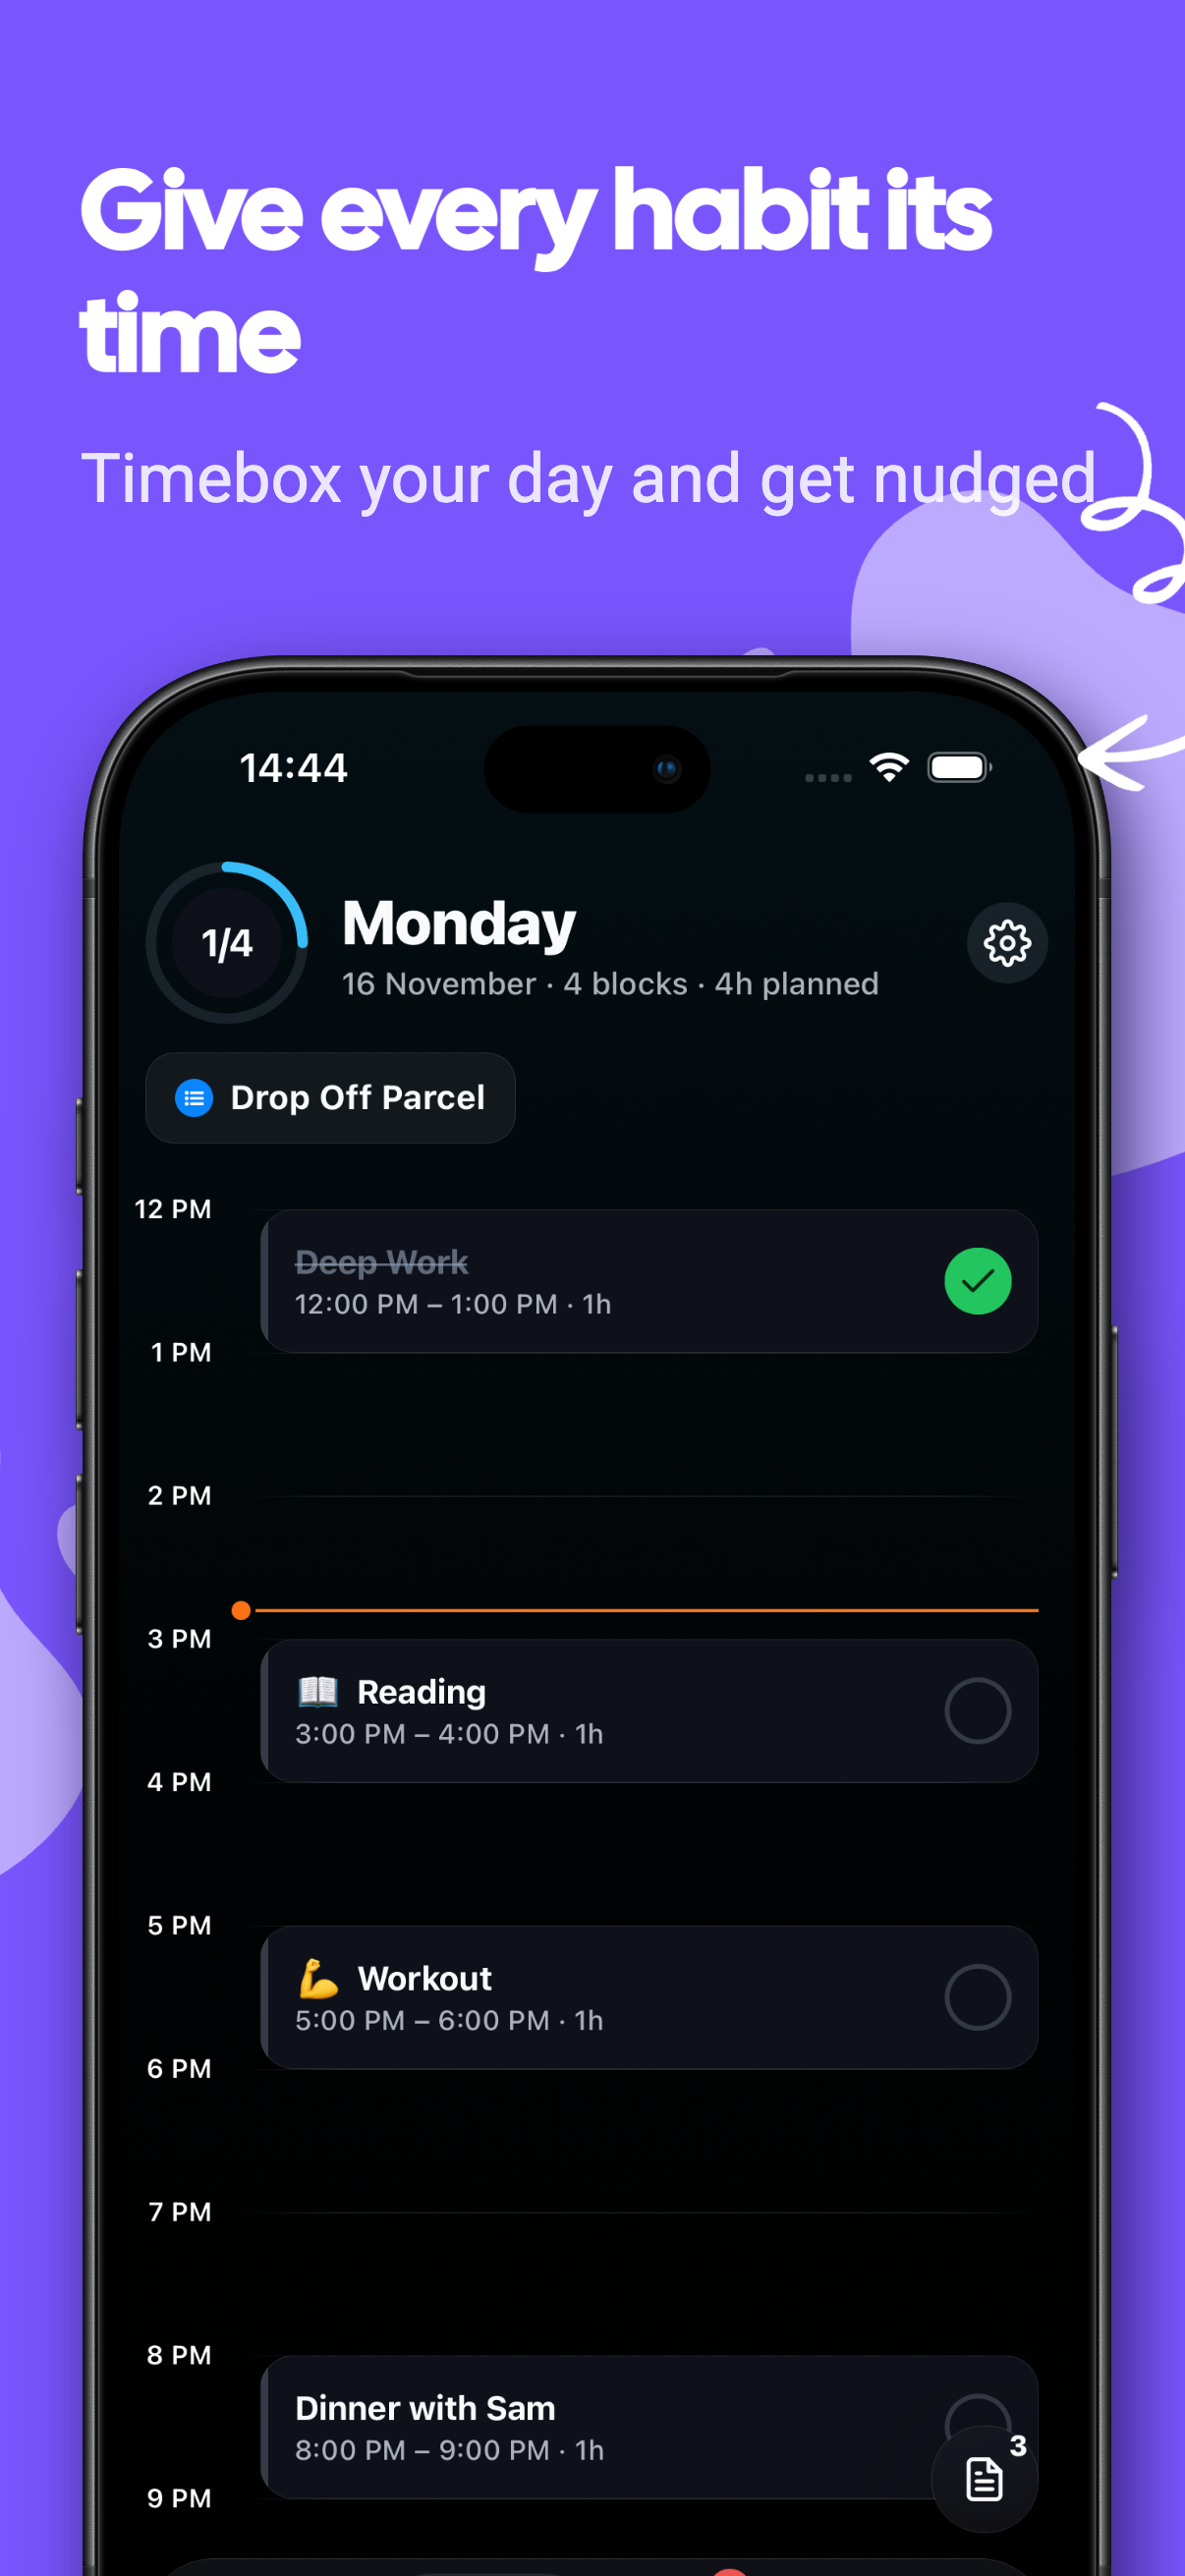 Give every habit its
time
Timebox your day and get nudged
14:44
1/4
Monday
16 November · 4 blocks · 4h planned
Drop Off Parcel
12 PM
Deep Work
12:00 PM – 1:00 PM · 1h
1 PM
2 PM
3 PM
Reading
3:00 PM – 4:00 PM · 1h
4 PM
5 PM
Workout
5:00 PM – 6:00 PM · 1h
6 PM
7 PM
8 PM
Dinner with Sam
8:00 PM – 9:00 PM · 1h
3
9 PM